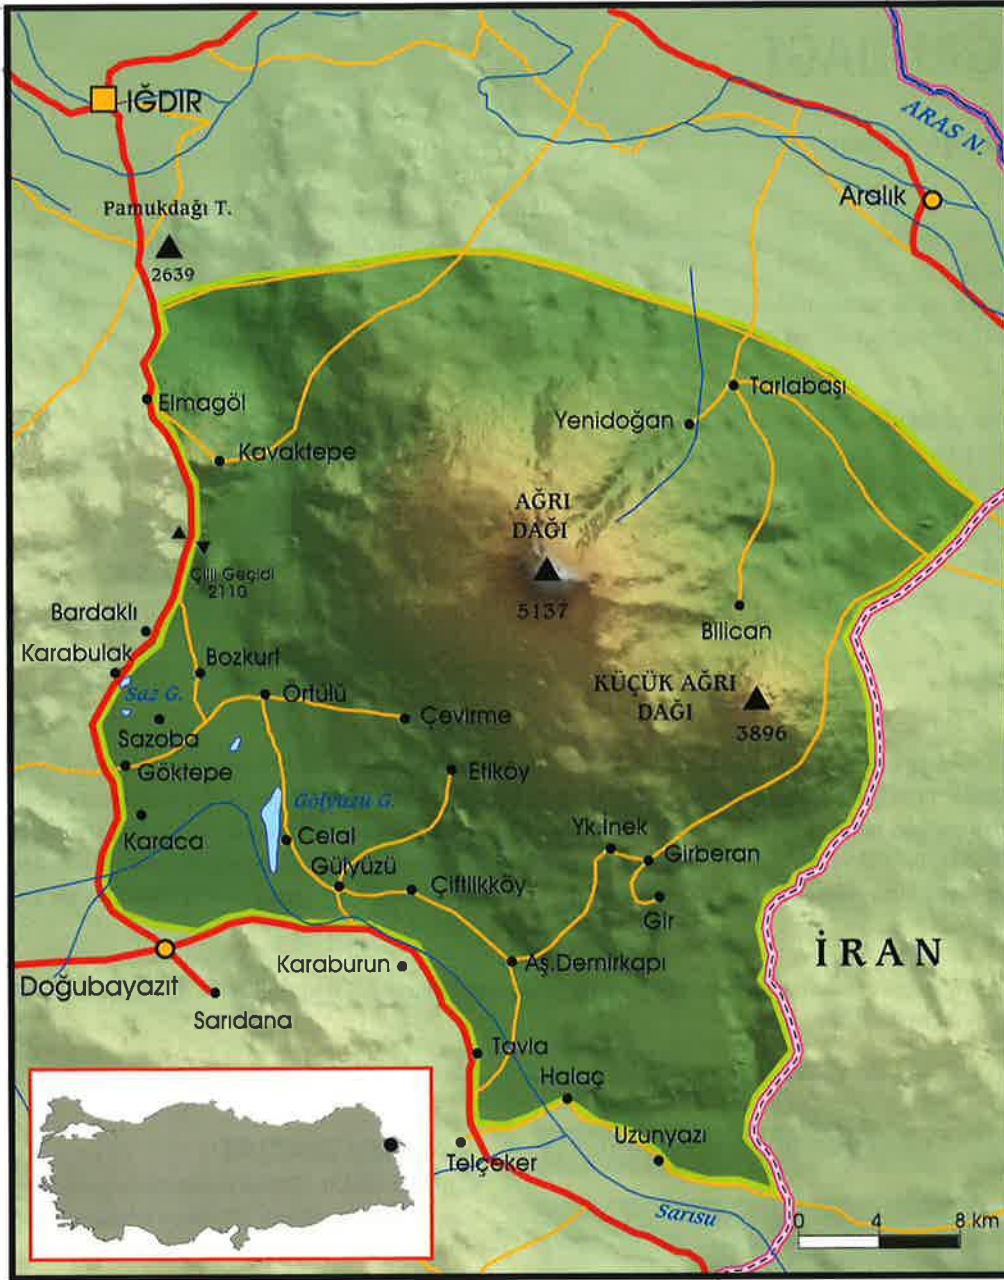 IĞDIR
ARAS N.
Aralık
Pamukdağı T.
2639
Elmagöl
Tarlabaşı
Yenidoğan
Kavaktepe
AĞRI
DAĞI
5137
Çilli Geçidi
2110
Bardaklı
Bilican
Karabulak
Bozkurt
KÜÇÜK AĞRI
DAĞI
3896
Saz G.
Örtülü
Çevirme
Sazoba
Göktepe
Etiköy
Gölyüzü G.
Karaca
Celal
Yk.İnek
Girberan
Gülyüzü
Çiftlikköy
Gir
İRAN
Karaburun
Aş.Demirkapı
Doğubayazıt
Sarıdana
Tavla
Halaç
Uzunyazı
Telçeker
Sarısu
0 4 8 km